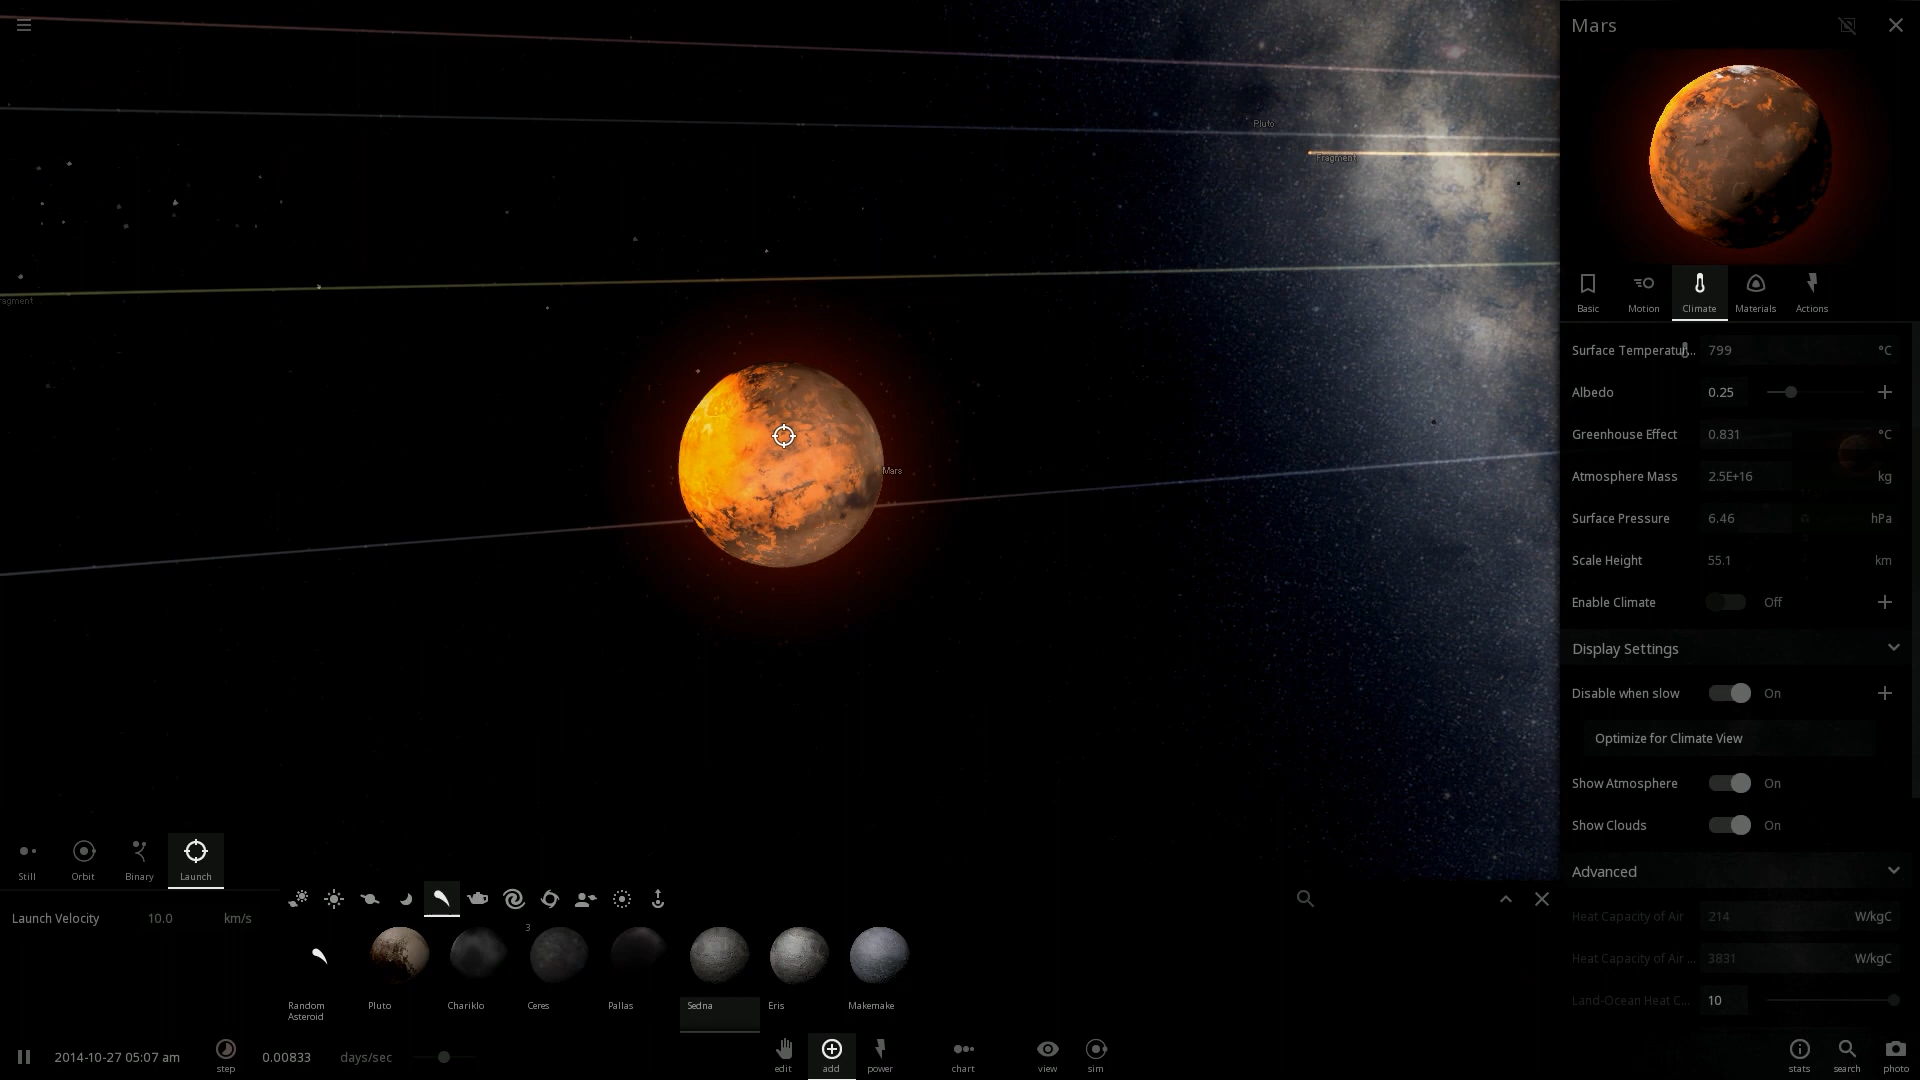 Mars
Pluto
Fragment
ragment
Mars
Basic
Motion
Climate
Materials
Actions
Surface Temperatur... 799 °C
Albedo 0.25
Greenhouse Effect 0.831 °C
Atmosphere Mass 2.5E+16 kg
Surface Pressure 6.46 hPa
Scale Height 55.1 km
Enable Climate Off
Display Settings
Disable when slow On
Optimize for Climate View
Show Atmosphere On
Show Clouds On
Advanced
Heat Capacity of Air 214 W/kgC
Heat Capacity of Air ... 3831 W/kgC
Land-Ocean Heat C... 10
Still
Orbit
Binary
Launch
Launch Velocity 10.0 km/s
3
Random
Asteroid
Pluto
Chariklo
Ceres
Pallas
Sedna
Eris
Makemake
2014-10-27 05:07 am
step
0.00833 days/sec
edit
add
power
chart
view
sim
stats
search
photo